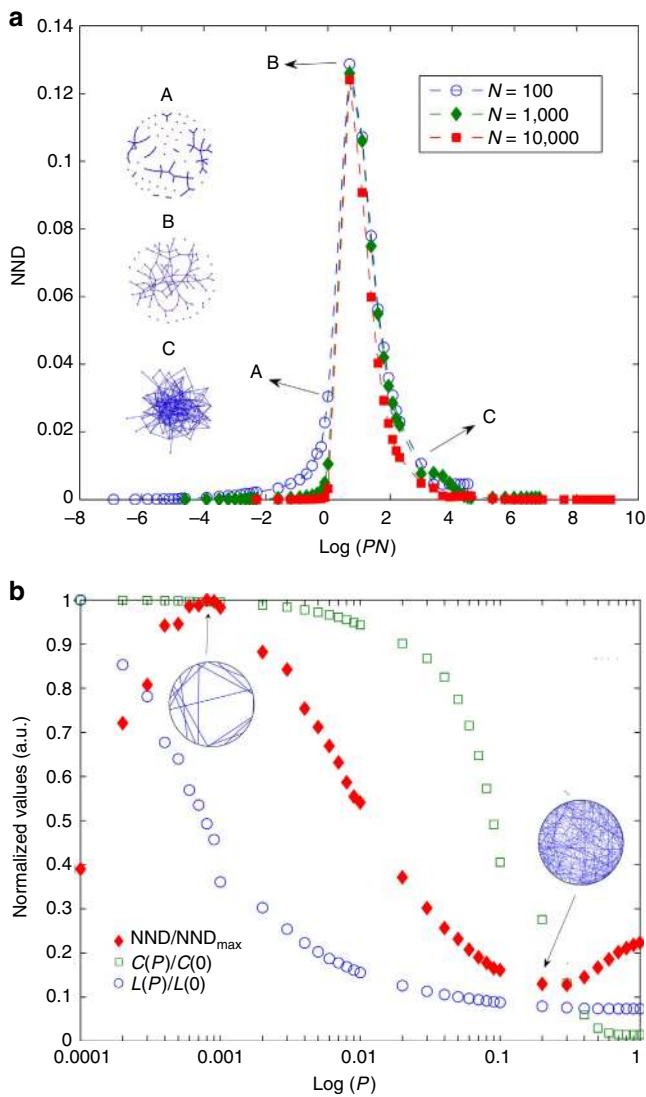 a
0.14
0.12
0.1
0.08
0.06
0.04
0.02
0
NND
B
A
B
C
A
C
N = 100
N = 1,000
N = 10,000
−8
−6
−4
−2
0
2
4
6
8
10
Log (PN)
b
1
0.9
0.8
0.7
0.6
0.5
0.4
0.3
0.2
0.1
0
Normalized values (a.u.)
NND/NNDmax
C(P)/C(0)
L(P)/L(0)
0.0001
0.001
0.01
0.1
1
Log (P)